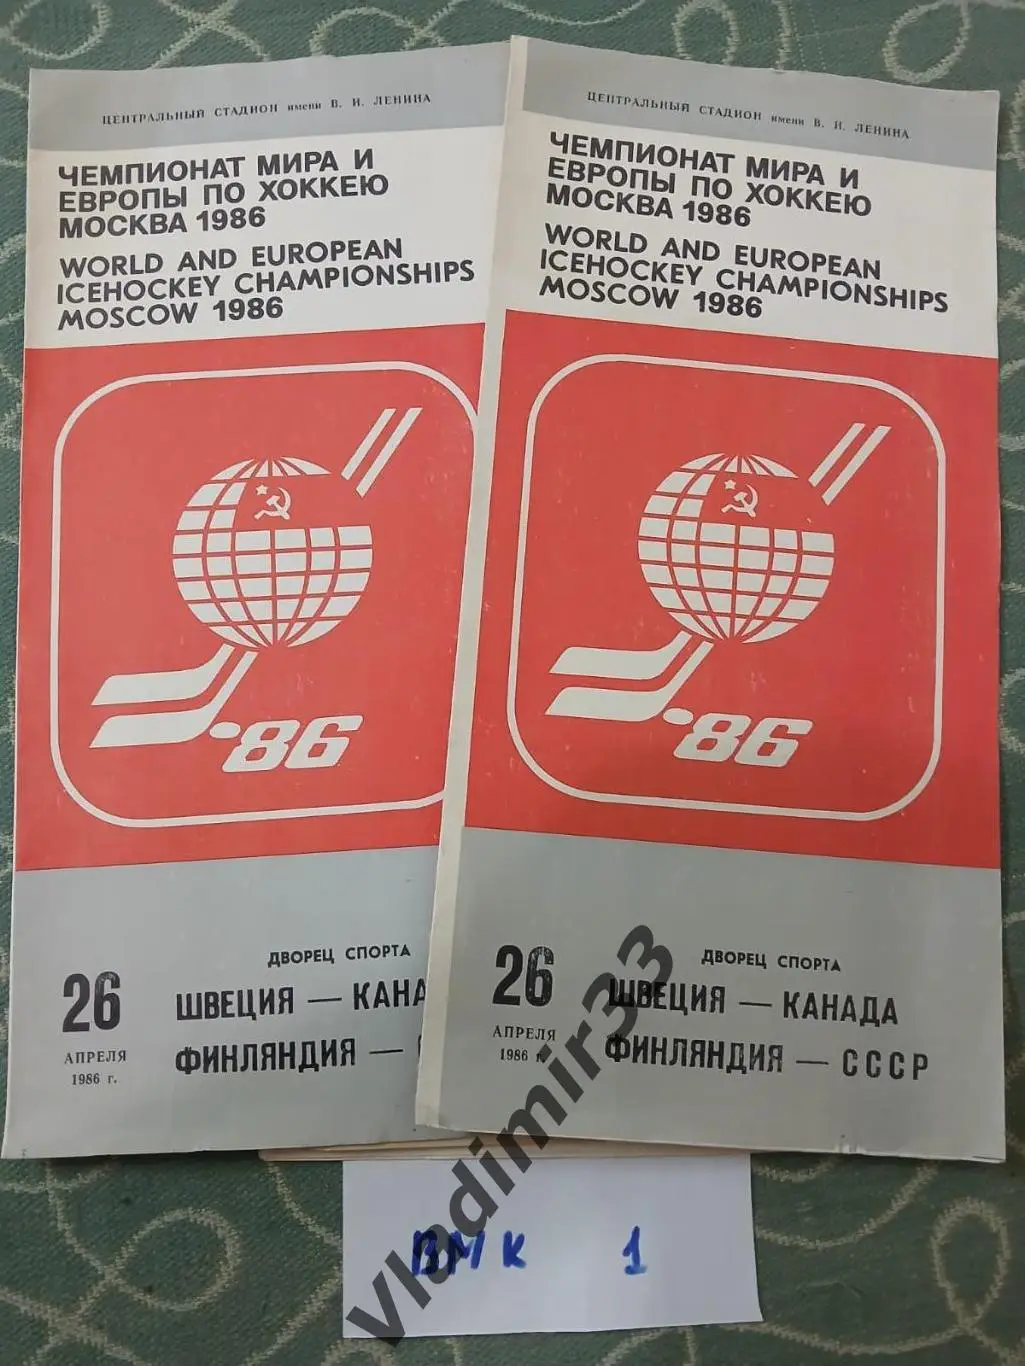 ЦЕНТРАЛЬНЫЙ СТАДИОН имени В. И. ЛЕНИНА
ЧЕМПИОНАТ МИРА И
ЕВРОПЫ ПО ХОККЕЮ
МОСКВА 1986
WORLD AND EUROPEAN
ICEHOCKEY CHAMPIONSHIPS
MOSCOW 1986
'86
ДВОРЕЦ СПОРТА
26
АПРЕЛЯ
1986 г.
ШВЕЦИЯ — КАНА
ФИНЛЯНДИЯ —
ЦЕНТРАЛЬНЫЙ СТАДИОН имени В. И. ЛЕНИНА
ЧЕМПИОНАТ МИРА И
ЕВРОПЫ ПО ХОККЕЮ
МОСКВА 1986
WORLD AND EUROPEAN
ICEHOCKEY CHAMPIONSHIPS
MOSCOW 1986
'86
ДВОРЕЦ СПОРТА
26
АПРЕЛЯ
1986 г.
ШВЕЦИЯ — КАНАДА
ФИНЛЯНДИЯ — СССР
ВМК 1
vladimir33